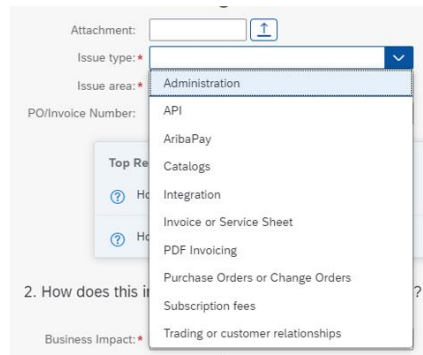 Attachment:
Issue type:*
Issue area:* Administration
PO/Invoice Number: API
AribaPay
Top Re Catalogs
Integration
Invoice or Service Sheet
PDF Invoicing
Purchase Orders or Change Orders
2. How does this i ?
Subscription fees
Business Impact:* Trading or customer relationships